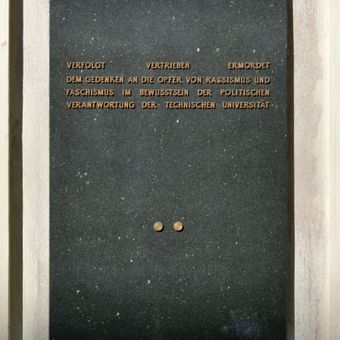 VERFOLGT VERTRIEBEN ERMORDET
DEM GEDENKEN AN DIE OPFER VON RASSISMUS UND
FASCHISMUS IM BEWUSSTSEIN DER POLITISCHEN
VERANTWORTUNG DER TECHNISCHEN UNIVERSITÄT